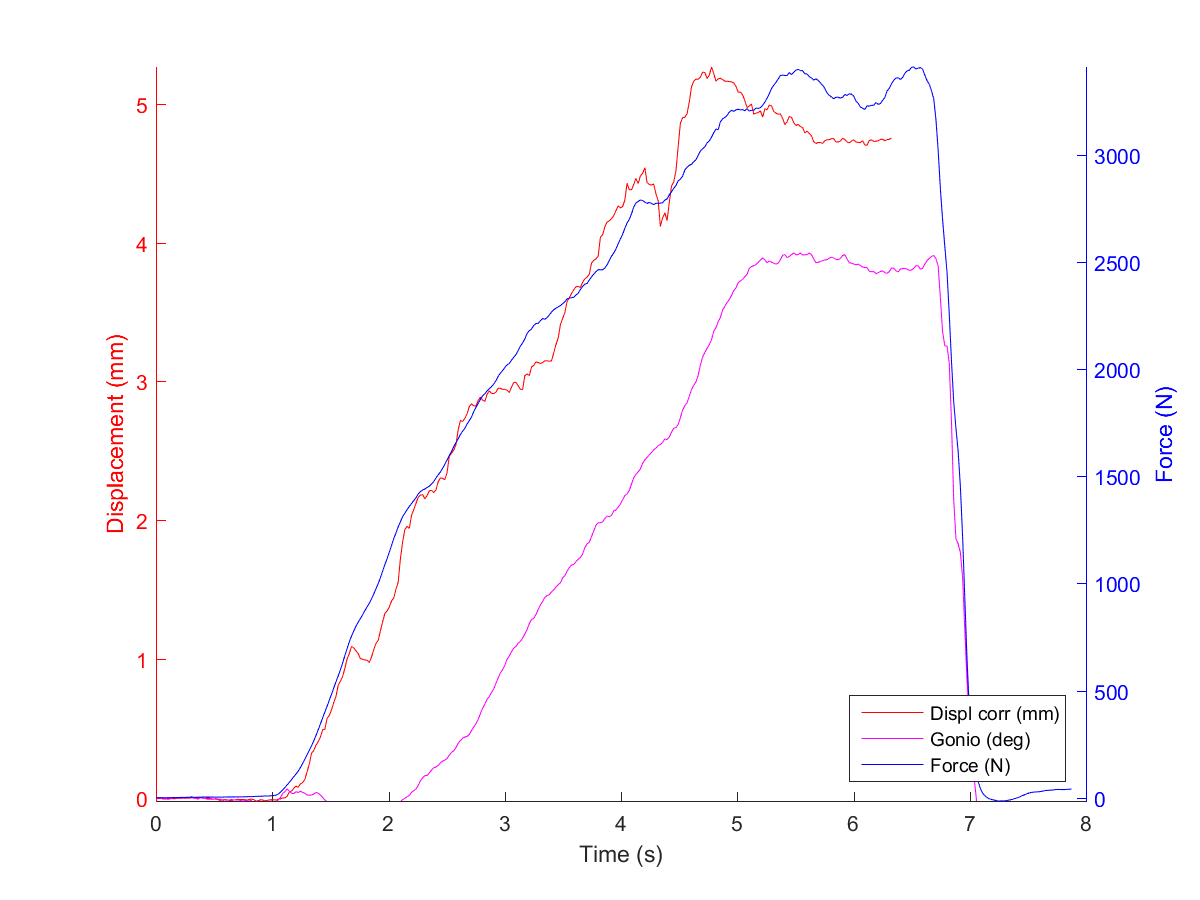 5
4
3
2
1
0
Displacement (mm)
3000
2500
2000
1500
1000
500
0
Force (N)
Displ corr (mm)
Gonio (deg)
Force (N)
0 1 2 3 4 5 6 7 8
Time (s)